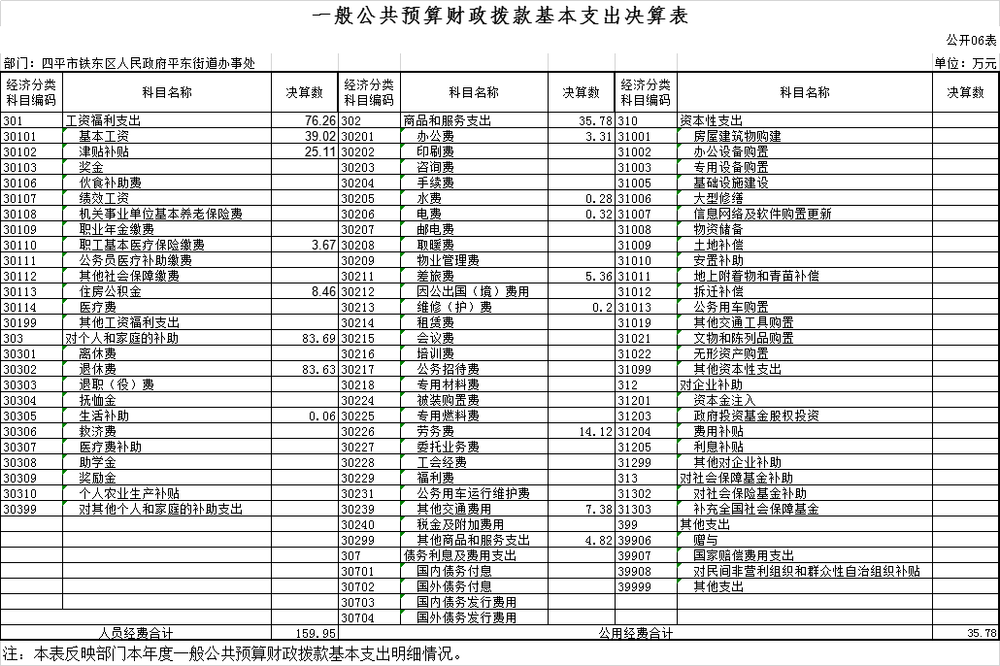 一般公共预算财政拨款基本支出决算表
公开06表
部门：四平市铁东区人民政府平东街道办事处 单位：万元
经济分类科目编码 科目名称 决算数 经济分类科目编码 科目名称 决算数 经济分类科目编码 科目名称 决算数
301 工资福利支出 76.26 302 商品和服务支出 35.78 310 资本性支出
30101 基本工资 39.02 30201 办公费 3.31 31001 房屋建筑物购建
30102 津贴补贴 25.11 30202 印刷费 31002 办公设备购置
30103 奖金 30203 咨询费 31003 专用设备购置
30106 伙食补助费 30204 手续费 31005 基础设施建设
30107 绩效工资 30205 水费 0.28 31006 大型修缮
30108 机关事业单位基本养老保险费 30206 电费 0.32 31007 信息网络及软件购置更新
30109 职业年金缴费 30207 邮电费 31008 物资储备
30110 职工基本医疗保险缴费 3.67 30208 取暖费 31009 土地补偿
30111 公务员医疗补助缴费 30209 物业管理费 31010 安置补助
30112 其他社会保障缴费 30211 差旅费 5.36 31011 地上附着物和青苗补偿
30113 住房公积金 8.46 30212 因公出国（境）费用 31012 拆迁补偿
30114 医疗费 30213 维修（护）费 0.2 31013 公务用车购置
30199 其他工资福利支出 30214 租赁费 31019 其他交通工具购置
303 对个人和家庭的补助 83.69 30215 会议费 31021 文物和陈列品购置
30301 离休费 30216 培训费 31022 无形资产购置
30302 退休费 83.63 30217 公务招待费 31099 其他资本性支出
30303 退职（役）费 30218 专用材料费 312 对企业补助
30304 抚恤金 30224 被装购置费 31201 资本金注入
30305 生活补助 0.06 30225 专用燃料费 31203 政府投资基金股权投资
30306 救济费 30226 劳务费 14.12 31204 费用补贴
30307 医疗费补助 30227 委托业务费 31205 利息补贴
30308 助学金 30228 工会经费 31299 其他对企业补助
30309 奖励金 30229 福利费 313 对社会保障基金补助
30310 个人农业生产补贴 30231 公务用车运行维护费 31302 对社会保险基金补助
30399 对其他个人和家庭的补助支出 30239 其他交通费用 7.38 31303 补充全国社会保障基金
30240 税金及附加费用 399 其他支出
30299 其他商品和服务支出 4.82 39906 赠与
307 债务利息及费用支出 39907 国家赔偿费用支出
30701 国内债务付息 39908 对民间非营利组织和群众性自治组织补贴
30702 国外债务付息 39999 其他支出
30703 国内债务发行费用
30704 国外债务发行费用
人员经费合计 159.95 公用经费合计 35.78
注：本表反映部门本年度一般公共预算财政拨款基本支出明细情况。